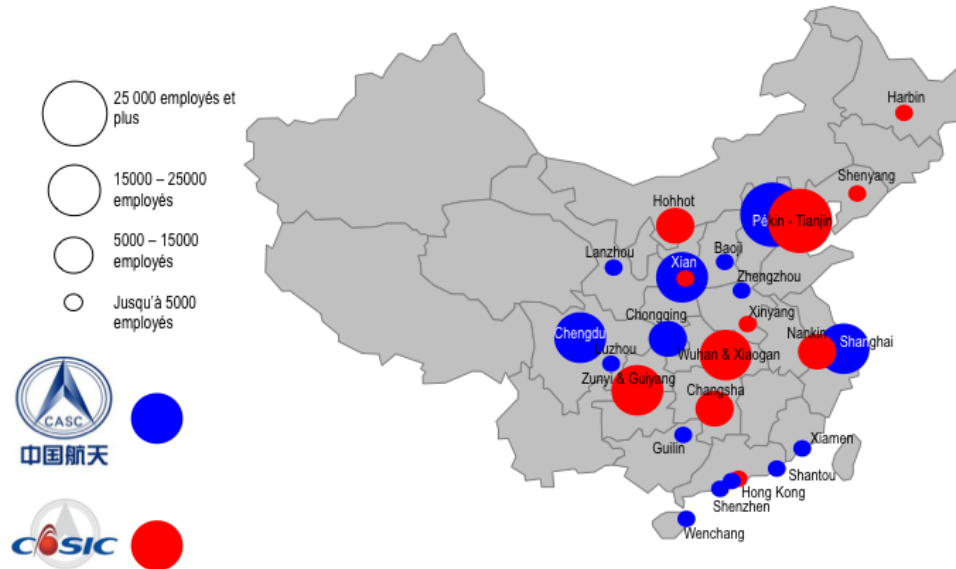 25 000 employés et
plus
15000 – 25000
employés
5000 – 15000
employés
Jusqu'à 5000
employés
CASC
中国航天
CASIC
Harbin
Shenyang
Hohhot
Pékin - Tianjin
Lanzhou
Xian
Baoji
Zhengzhou
Chongqing
Xinyang
Chengdu
Nankin
Shanghai
Luzhou
Wuhan & Xiaogan
Zunyi & Guiyang
Changsha
Guilin
Xiamen
Shantou
Hong Kong
Shenzhen
Wenchang